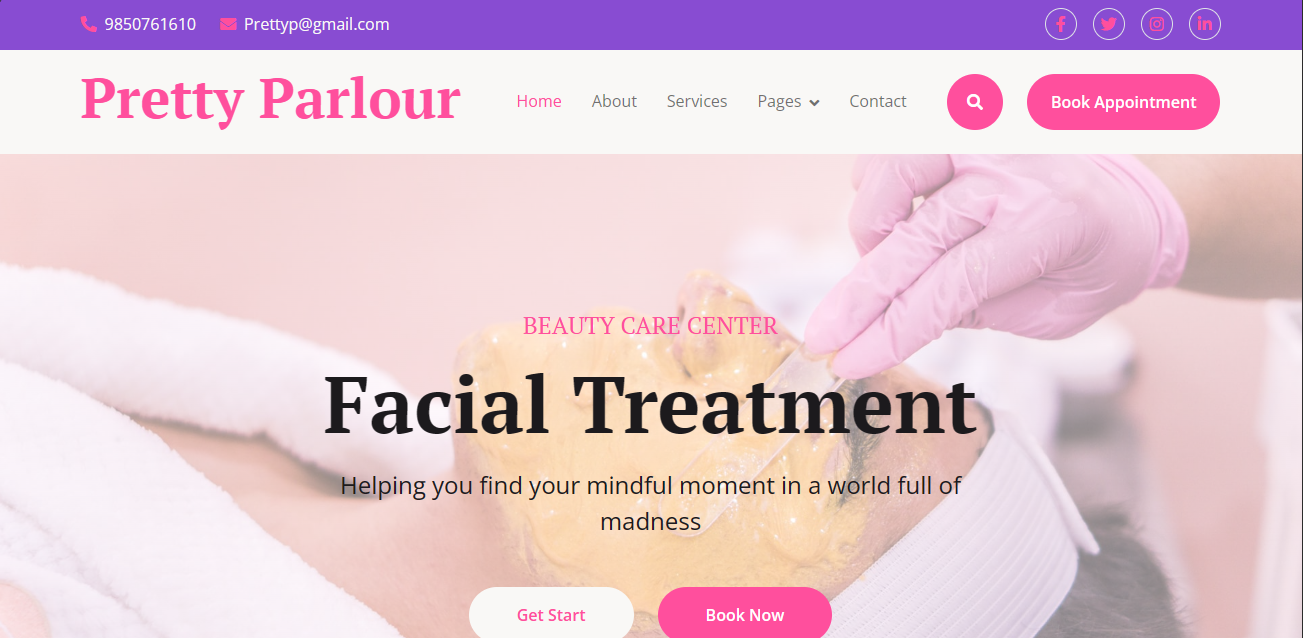 9850761610 Prettyp@gmail.com
Pretty Parlour Home About Services Pages Contact Book Appointment
BEAUTY CARE CENTER
Facial Treatment
Helping you find your mindful moment in a world full of
madness
Get Start Book Now